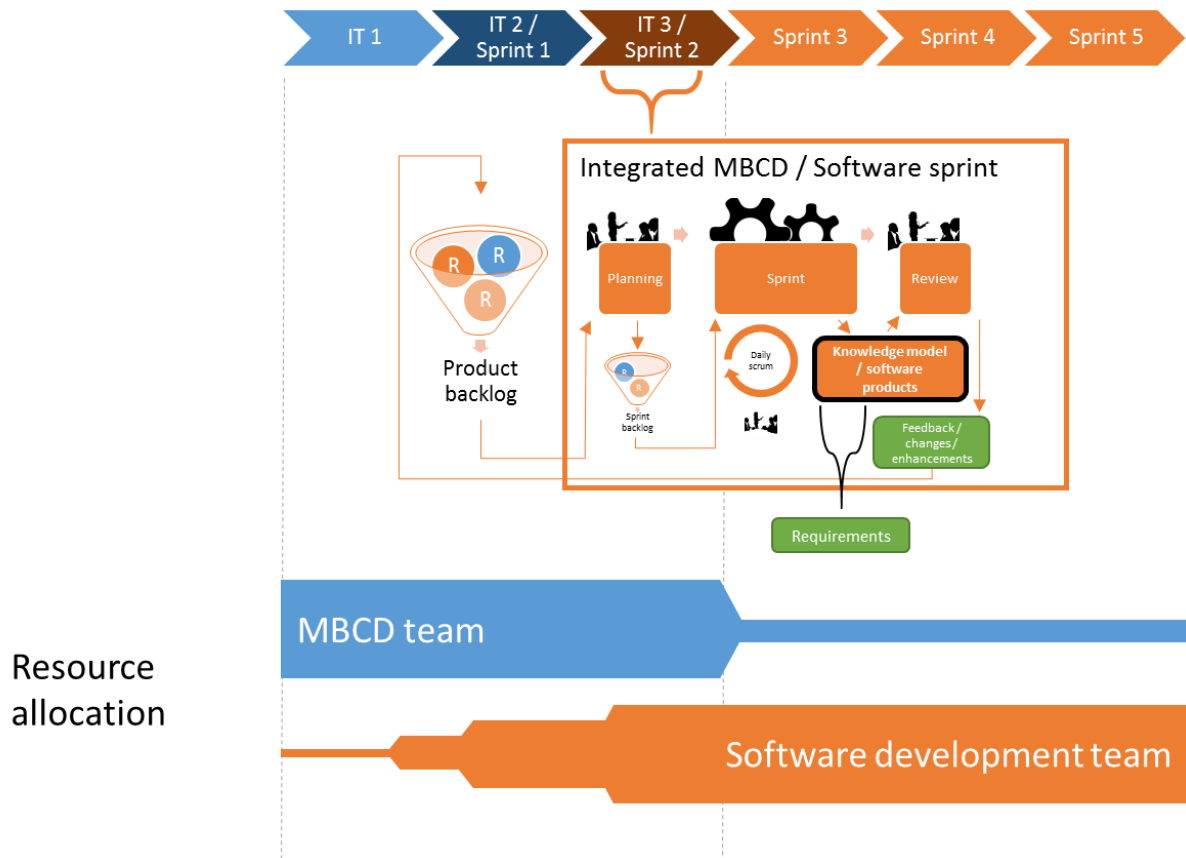 IT 1
IT 2 /
Sprint 1
IT 3 /
Sprint 2
Sprint 3
Sprint 4
Sprint 5
Integrated MBCD / Software sprint
R
R
R
Product
backlog
Planning
Sprint
Review
R
R
Sprint
backlog
Daily
scrum
Knowledge model
/ software
products
Feedback /
changes/
enhancements
Requirements
Resource
allocation
MBCD team
Software development team